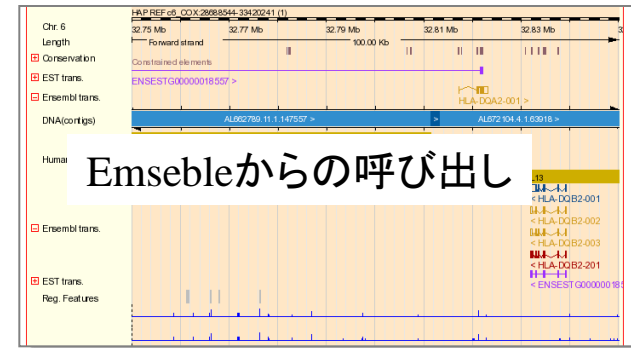 HAP REF c6_COX:28688544-33420241 (1)
Chr. 6 32.75 Mb 32.77 Mb 32.79 Mb 32.81 Mb 32.83 Mb
Length Forward strand 100.00 Kb
Conservation Constrained elements
EST trans. ENSESTG00000018557 >
Ensembl trans. HLA-DQA2-001 >
DNA(contigs) AL662789.11.1.147557 > > AL672104.4.1.63918 >
Emsebleからの呼び出し
< HLA-DQB2-001
< HLA-DQB2-002
Ensembl trans.
< HLA-DQB2-003
< HLA-DQB2-201
EST trans.
Reg. Features